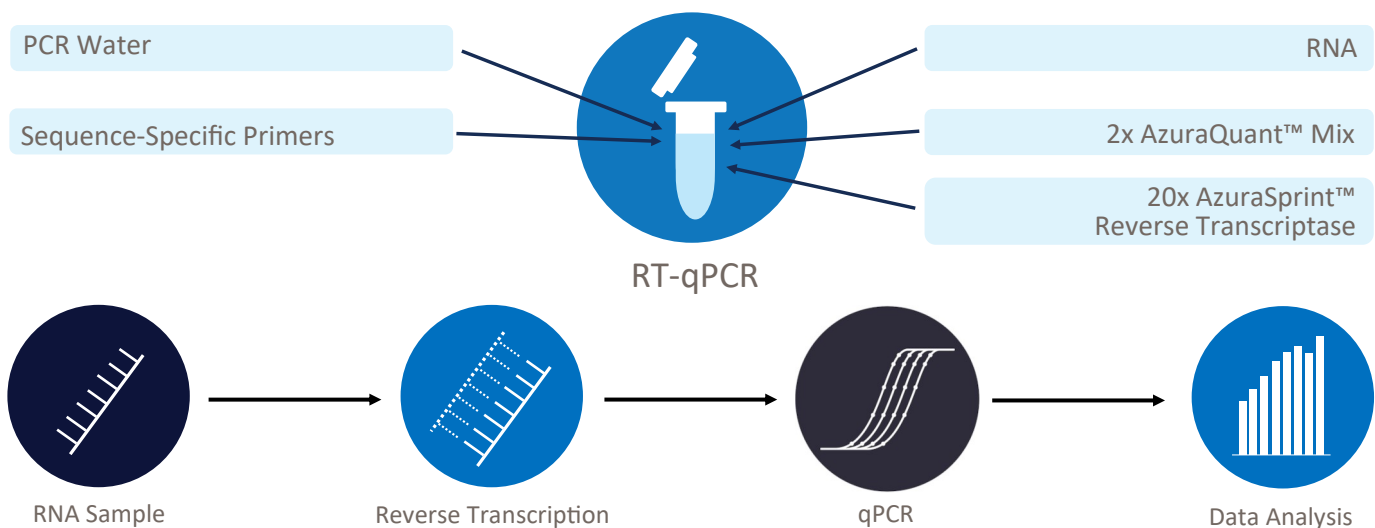 PCR Water
RNA
Sequence-Specific Primers
2x AzuraQuant™ Mix
20x AzuraSprint™
Reverse Transcriptase
RT-qPCR
RNA Sample
Reverse Transcription
qPCR
Data Analysis